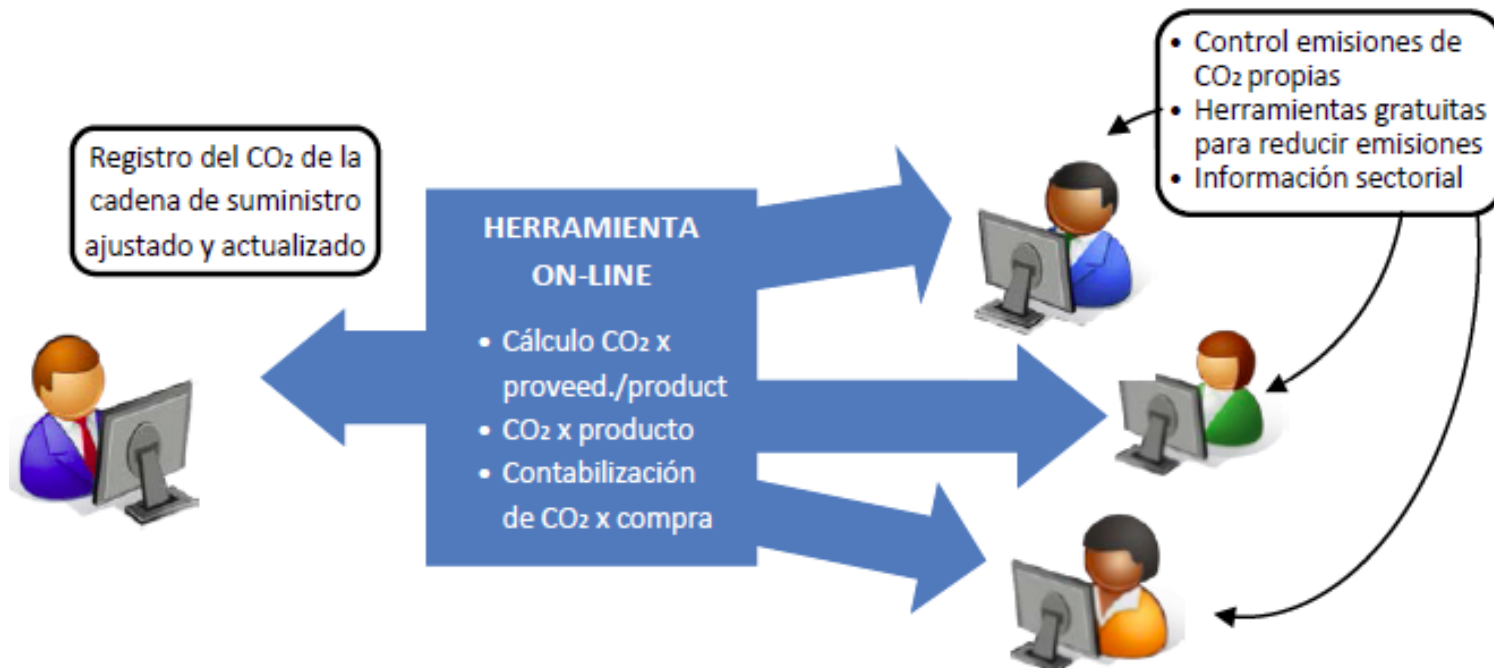 Registro del CO₂ de la
cadena de suministro
ajustado y actualizado
HERRAMIENTA
ON-LINE
• Cálculo CO₂ x
proveed./product
• CO₂ x producto
• Contabilización
de CO₂ x compra
• Control emisiones de
CO₂ propias
• Herramientas gratuitas
para reducir emisiones
• Información sectorial